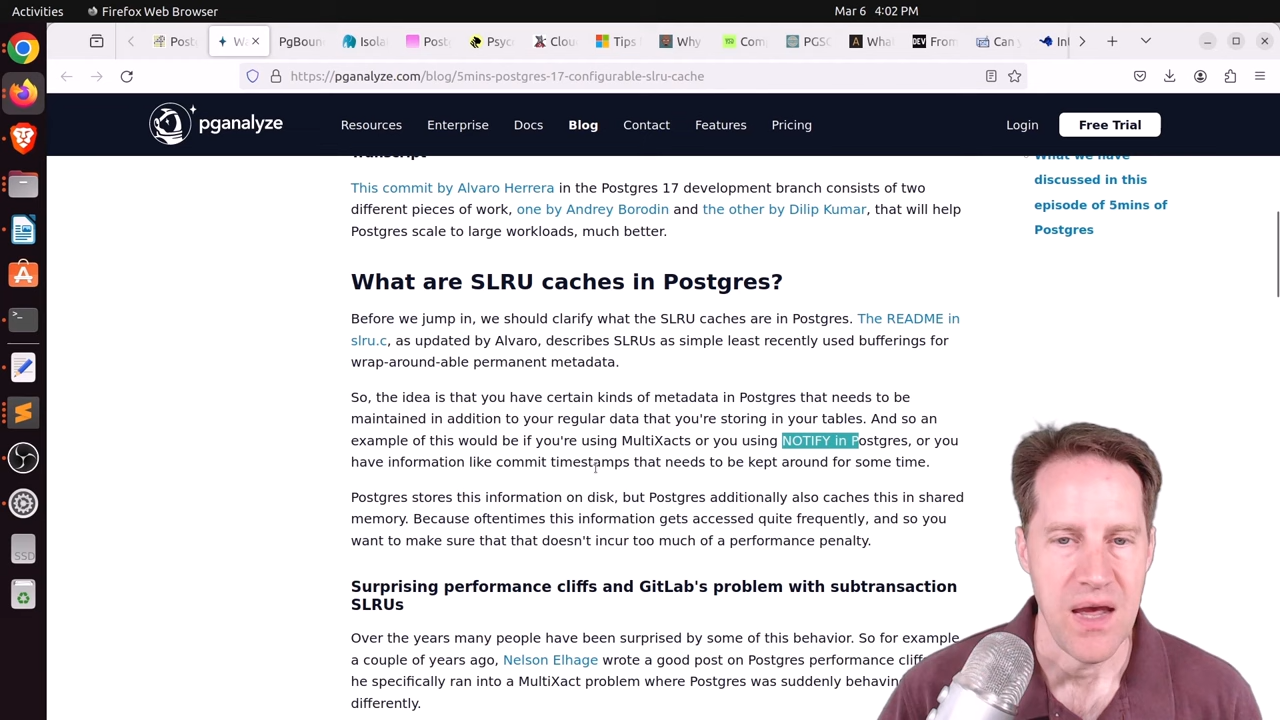 Activities
Firefox Web Browser
Mar 6 4:02 PM
Post
Wa
PgBoun
Isola
Post
Psyc
Clou
Tips
Why
Com
PGSC
What
From
Can
Int
https://pganalyze.com/blog/5mins-postgres-17-configurable-slru-cache
pganalyze
Resources
Enterprise
Docs
Blog
Contact
Features
Pricing
Login
Free Trial
Transcript
This commit by Alvaro Herrera in the Postgres 17 development branch consists of two
different pieces of work, one by Andrey Borodin and the other by Dilip Kumar, that will help
Postgres scale to large workloads, much better.
What we have
discussed in this
episode of 5mins of
Postgres
What are SLRU caches in Postgres?
Before we jump in, we should clarify what the SLRU caches are in Postgres. The README in
slru.c, as updated by Alvaro, describes SLRUs as simple least recently used bufferings for
wrap-around-able permanent metadata.
So, the idea is that you have certain kinds of metadata in Postgres that needs to be
maintained in addition to your regular data that you're storing in your tables. And so an
example of this would be if you're using MultiXacts or you using NOTIFY in Postgres, or you
have information like commit timestamps that needs to be kept around for some time.
Postgres stores this information on disk, but Postgres additionally also caches this in shared
memory. Because oftentimes this information gets accessed quite frequently, and so you
want to make sure that that doesn't incur too much of a performance penalty.
Surprising performance cliffs and GitLab's problem with subtransaction
SLRUs
Over the years many people have been surprised by some of this behavior. So for example
a couple of years ago, Nelson Elhage wrote a good post on Postgres performance cliff
he specifically ran into a MultiXact problem where Postgres was suddenly behaving
differently.
SSD